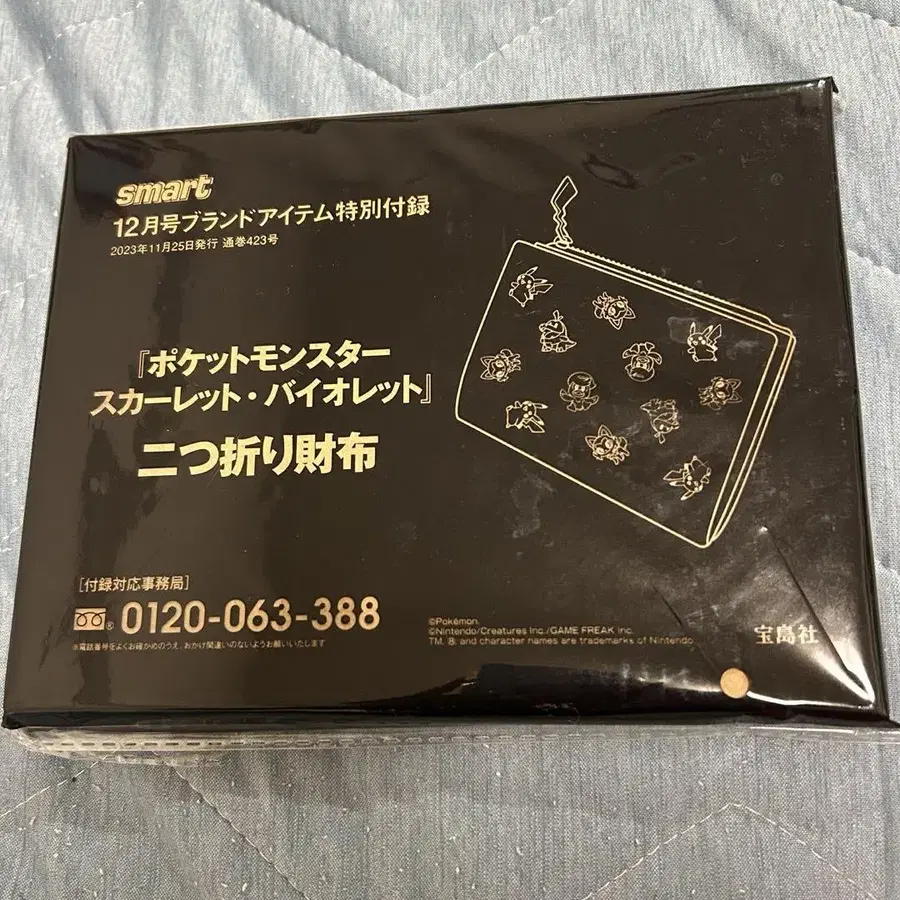 smart
12月号ブランドアイテム特別付録
2023年11月25日発行 通巻423号
『ポケットモンスター
スカーレット・バイオレット』
二つ折り財布
[付録対応事務局]
® 0120-063-388
※電話番号をよくお確かめのうえ、おかけ間違いのないようお願いいたします
©Pokémon.
©Nintendo/Creatures Inc./GAME FREAK inc.
TM, ®, and character names are trademarks of Nintendo.
宝島社